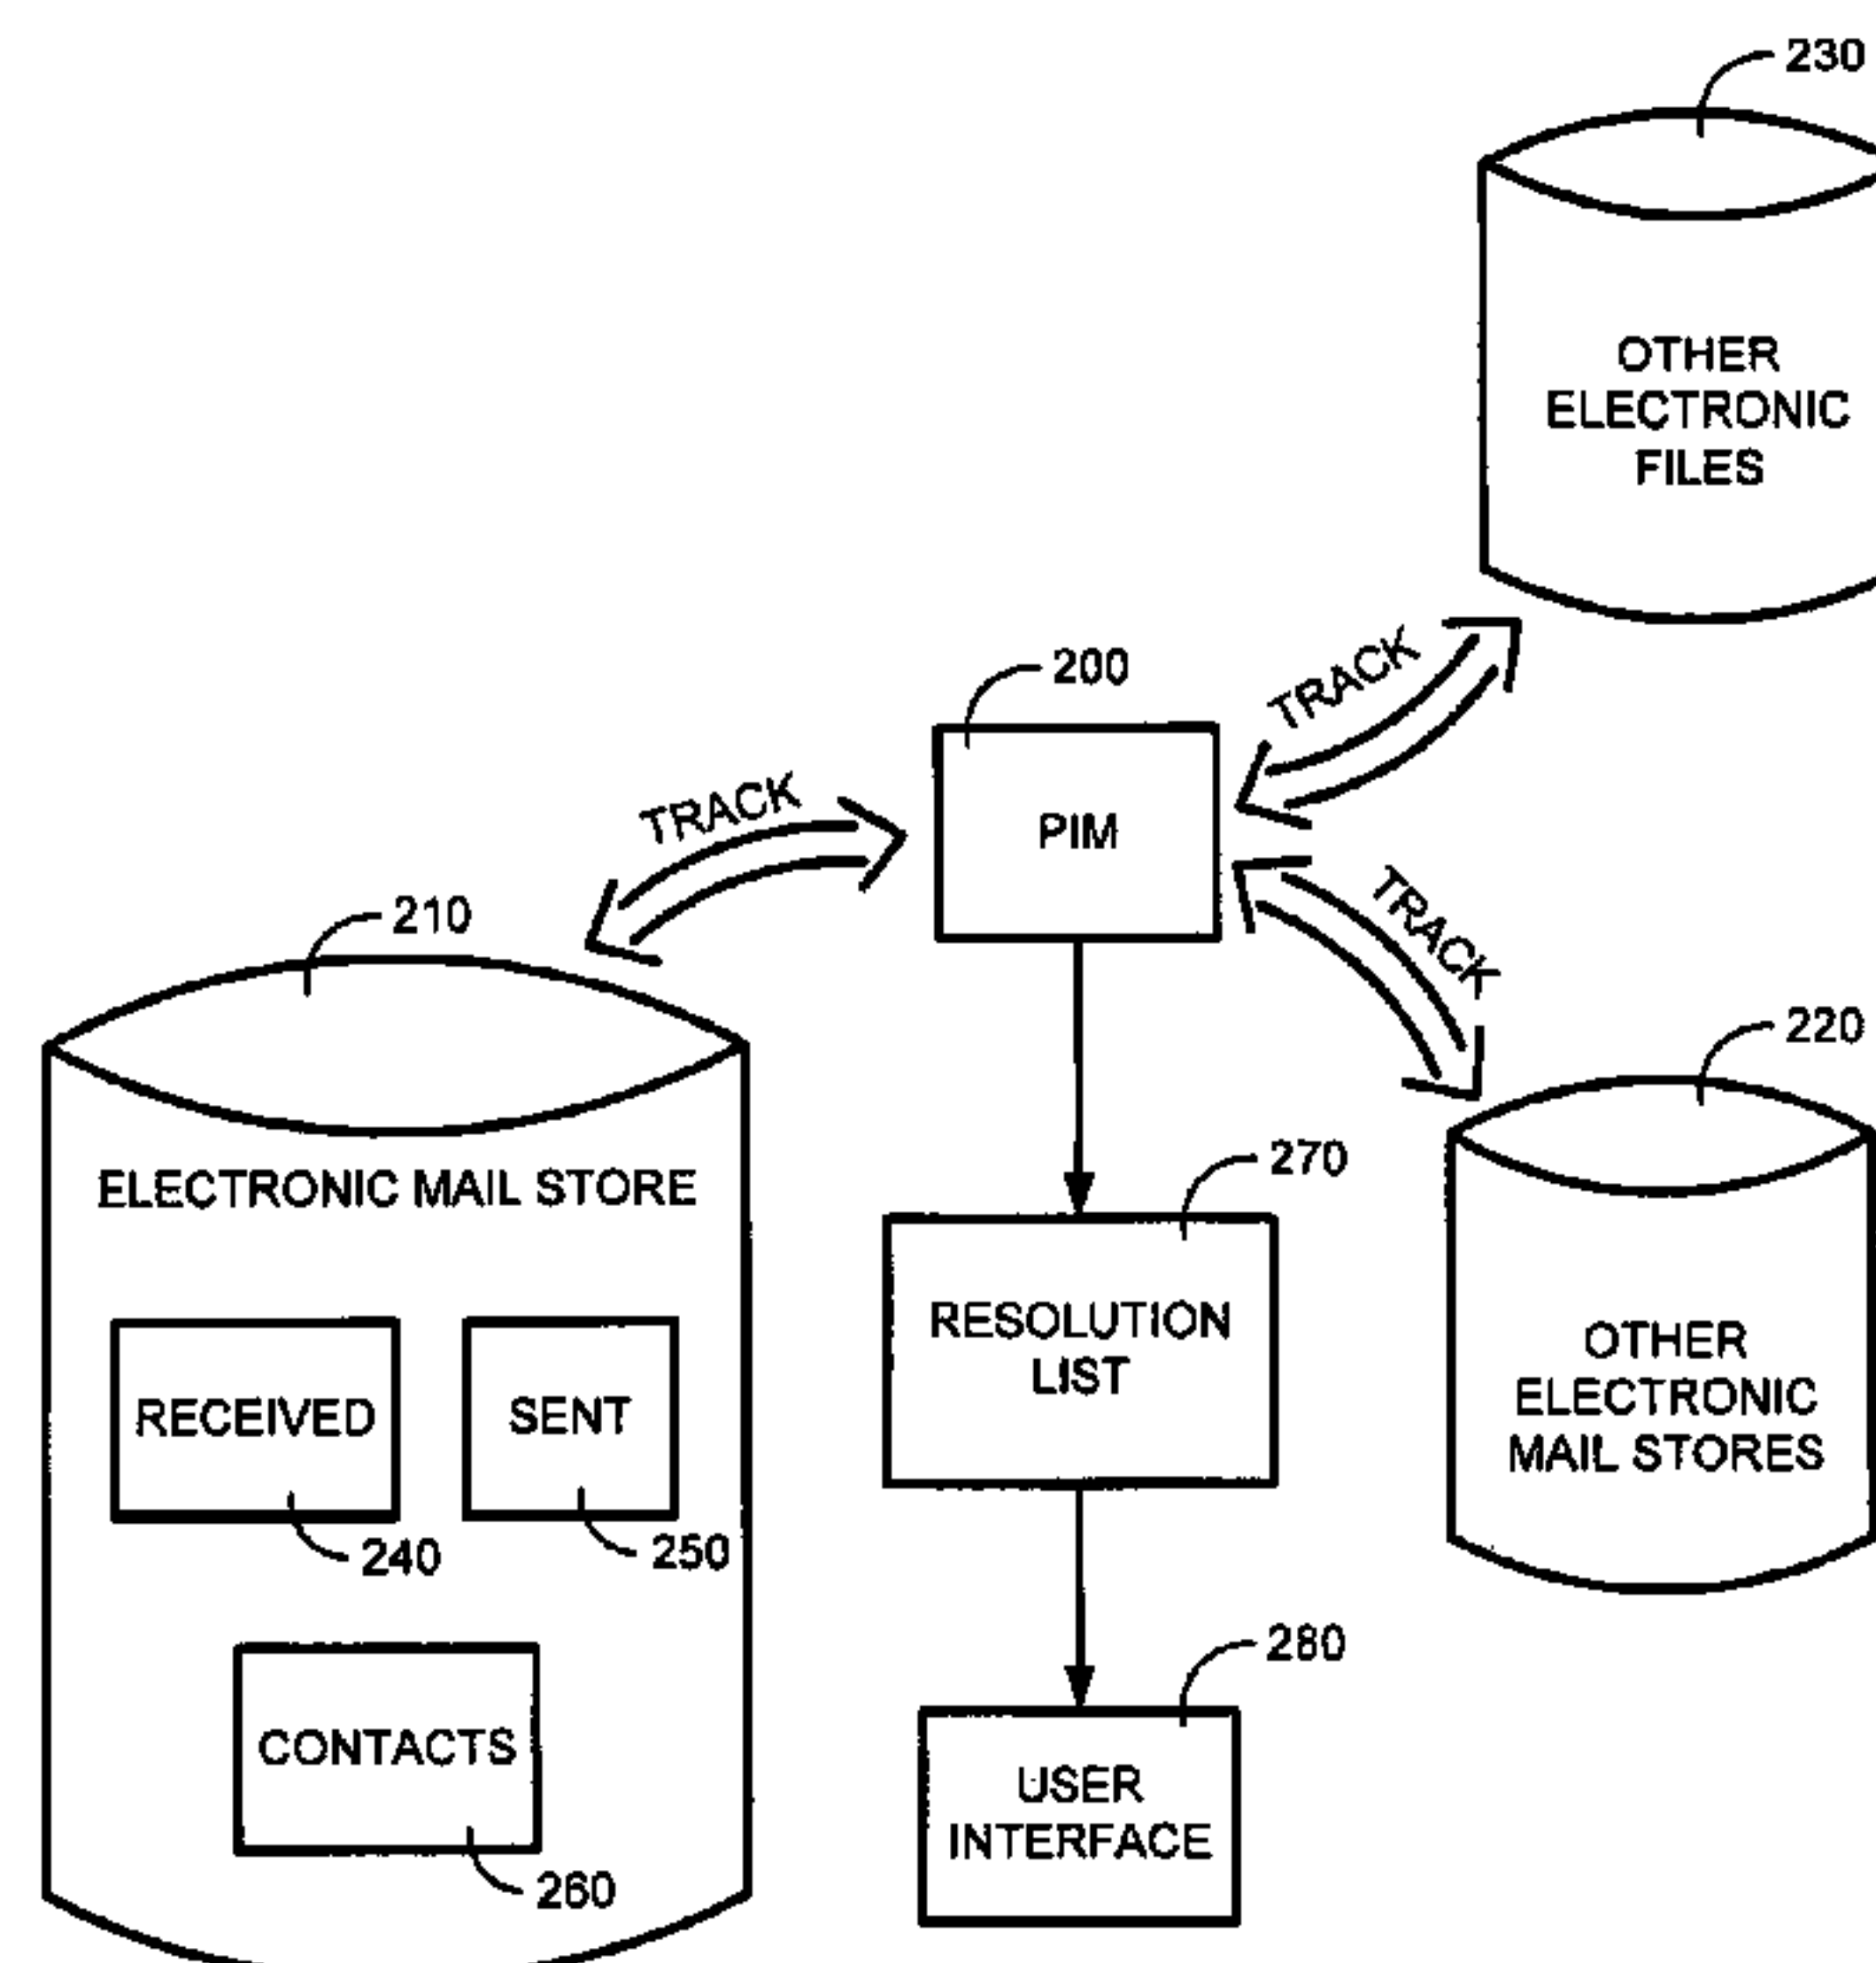 230
OTHER
ELECTRONIC
FILES
200
TRACK
PIM
TRACK
TRACK
210
220
ELECTRONIC MAIL STORE
270
RESOLUTION
LIST
OTHER
ELECTRONIC
MAIL STORES
RECEIVED
SENT
240
250
280
CONTACTS
USER
INTERFACE
260